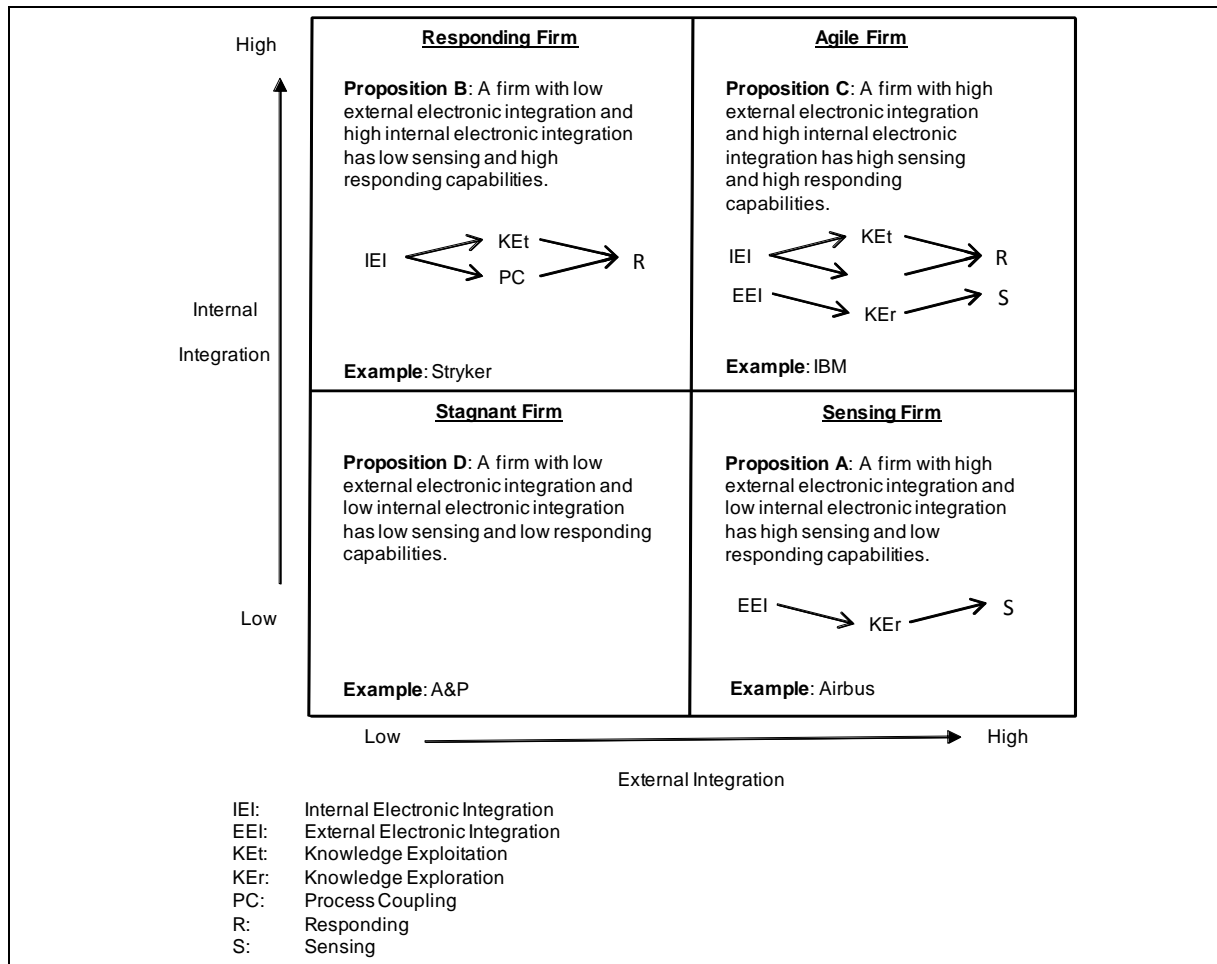 High
Responding Firm
Proposition B: A firm with low
external electronic integration and
high internal electronic integration
has low sensing and high
responding capabilities.
IEI
KEt
PC
R
Example: Stryker
Agile Firm
Proposition C: A firm with high
external electronic integration
and high internal electronic
integration has high sensing
and high responding
capabilities.
IEI
KEt
R
EEI
KEr
S
Example: IBM
Internal
Integration
Stagnant Firm
Proposition D: A firm with low
external electronic integration and
low internal electronic integration
has low sensing and low responding
capabilities.
Example: A&P
Sensing Firm
Proposition A: A firm with high
external electronic integration and
low internal electronic integration
has high sensing and low
responding capabilities.
EEI
KEr
S
Example: Airbus
Low
Low
High
External Integration
IEI: Internal Electronic Integration
EEI: External Electronic Integration
KEt: Knowledge Exploitation
KEr: Knowledge Exploration
PC: Process Coupling
R: Responding
S: Sensing